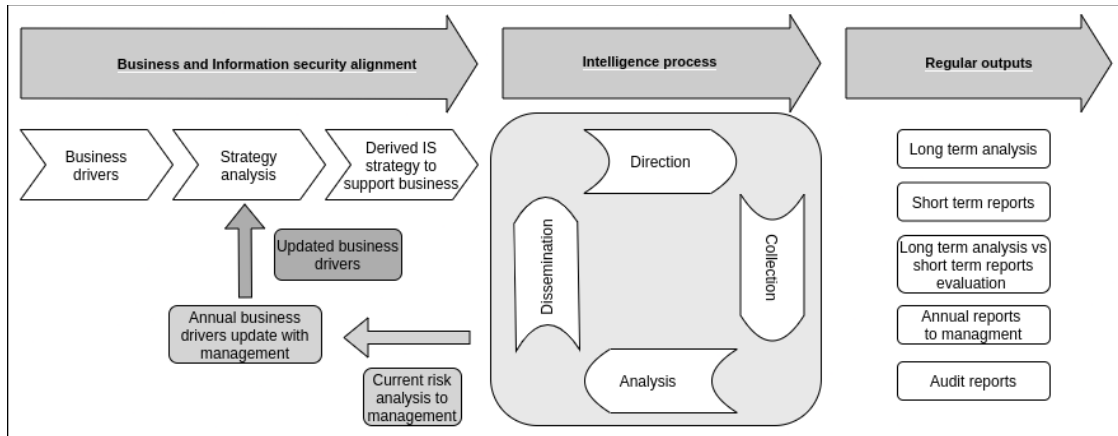 Business and Information security alignment
Intelligence process
Regular outputs
Business
drivers
Strategy
analysis
Derived IS
strategy to
support business
Direction
Collection
Analysis
Dissemination
Updated business
drivers
Annual business
drivers update with
management
Current risk
analysis to
management
Long term analysis
Short term reports
Long term analysis vs
short term reports
evaluation
Annual reports
to managment
Audit reports